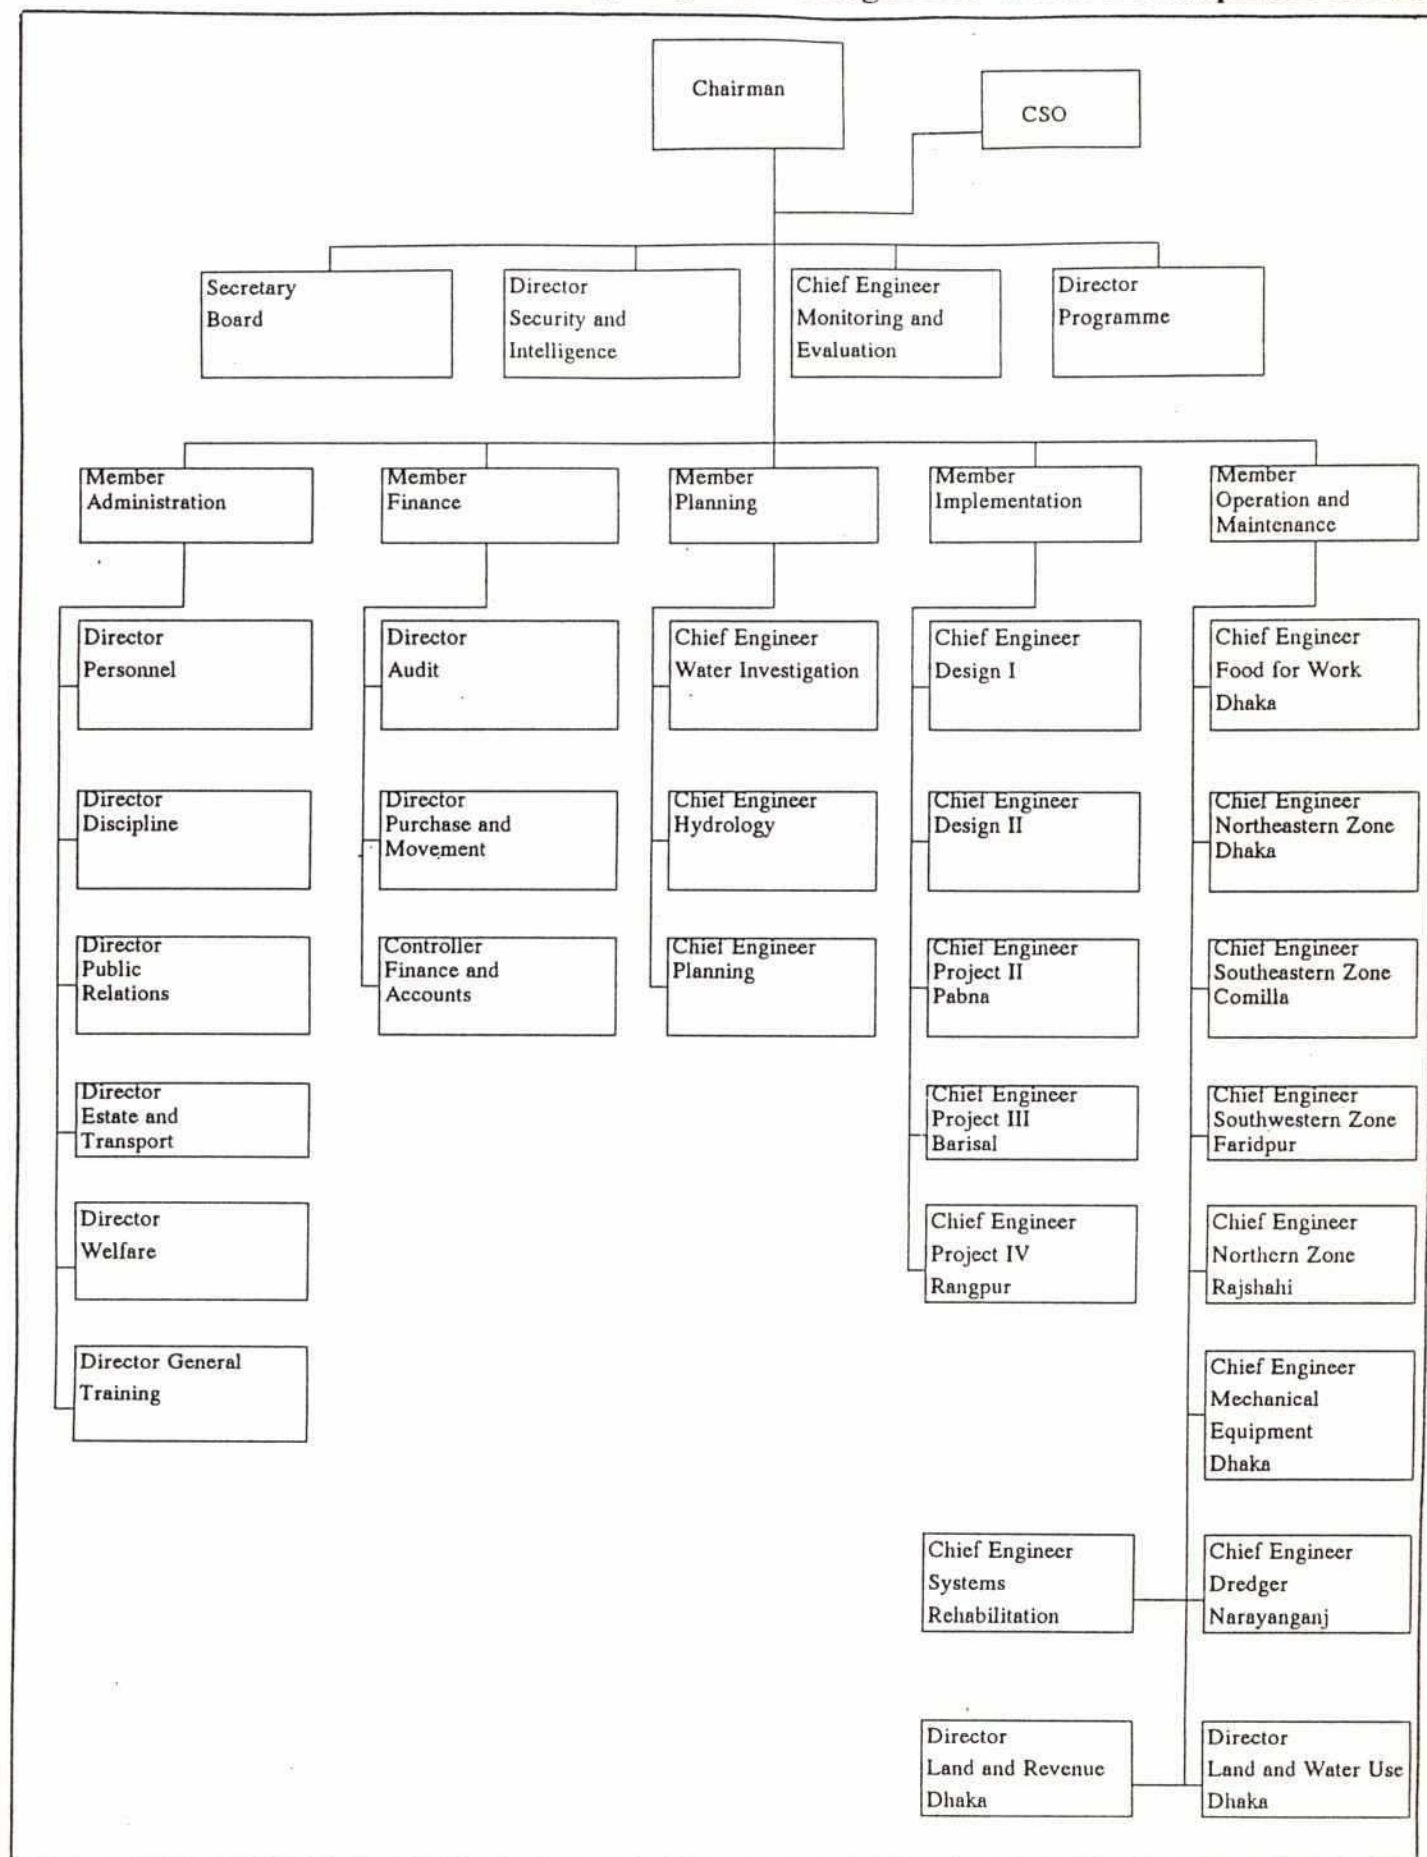 Chairman
CSO
Secretary
Board
Director
Security and
Intelligence
Chief Engineer
Monitoring and
Evaluation
Director
Programme
Member
Administration
Member
Finance
Member
Planning
Member
Implementation
Member
Operation and
Maintenance
Director
Personnel
Director
Audit
Chief Engineer
Water Investigation
Chief Engineer
Design I
Chief Engineer
Food for Work
Dhaka
Director
Discipline
Director
Purchase and
Movement
Chief Engineer
Hydrology
Chief Engineer
Design II
Chief Engineer
Northeastern Zone
Dhaka
Director
Public
Relations
Controller
Finance and
Accounts
Chief Engineer
Planning
Chief Engineer
Project II
Pabna
Chief Engineer
Southeastern Zone
Comilla
Director
Estate and
Transport
Chief Engineer
Project III
Barisal
Chief Engineer
Southwestern Zone
Faridpur
Director
Welfare
Chief Engineer
Project IV
Rangpur
Chief Engineer
Northern Zone
Rajshahi
Director General
Training
Chief Engineer
Mechanical
Equipment
Dhaka
Chief Engineer
Systems
Rehabilitation
Chief Engineer
Dredger
Narayanganj
Director
Land and Revenue
Dhaka
Director
Land and Water Use
Dhaka